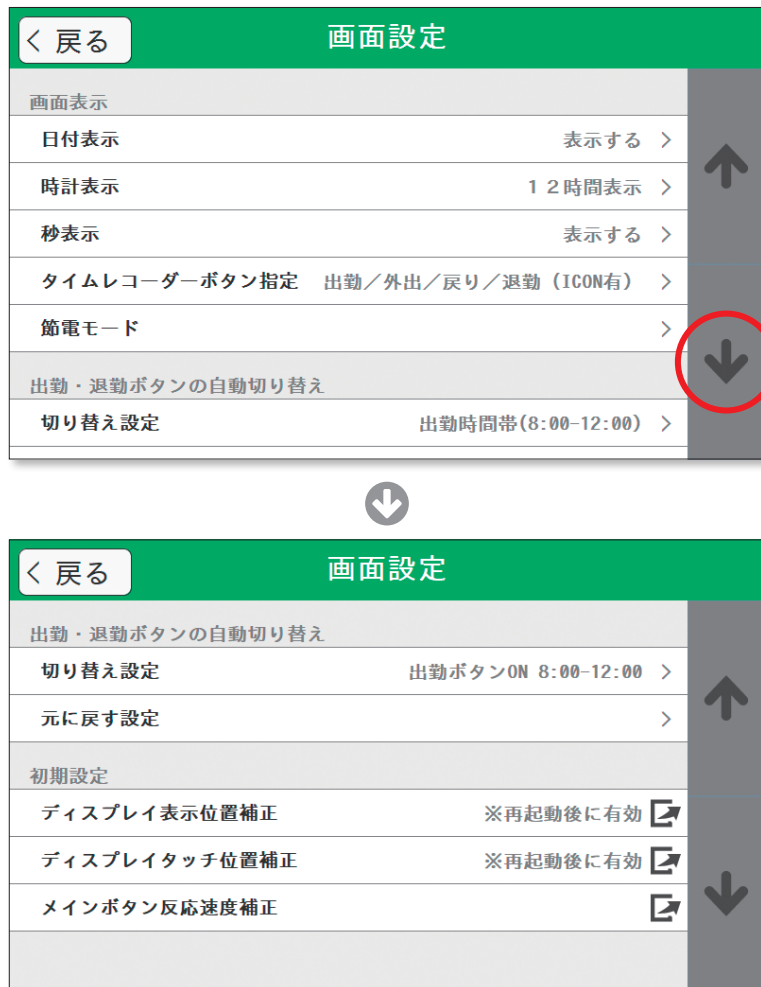 戻る 画面設定
画面表示
日付表示 表示する
時計表示 12時間表示
秒表示 表示する
タイムレコーダーボタン指定 出勤／外出／戻り／退勤（ICON有）
節電モード
出勤・退勤ボタンの自動切り替え
切り替え設定 出勤時間帯(8:00-12:00)
戻る 画面設定
出勤・退勤ボタンの自動切り替え
切り替え設定 出勤ボタンON 8:00-12:00
元に戻す設定
初期設定
ディスプレイ表示位置補正 ※再起動後に有効
ディスプレイタッチ位置補正 ※再起動後に有効
メインボタン反応速度補正